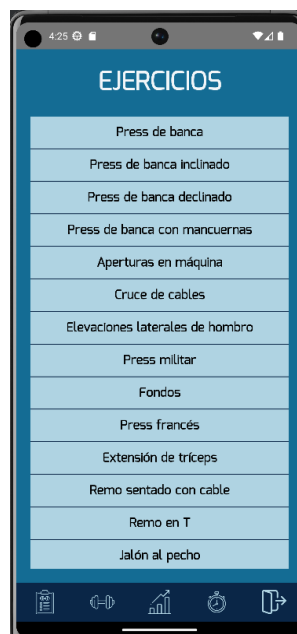 4:25
EJERCICIOS
Press de banca
Press de banca inclinado
Press de banca declinado
Press de banca con mancuernas
Aperturas en máquina
Cruce de cables
Elevaciones laterales de hombro
Press militar
Fondos
Press francés
Extensión de tríceps
Remo sentado con cable
Remo en T
Jalón al pecho